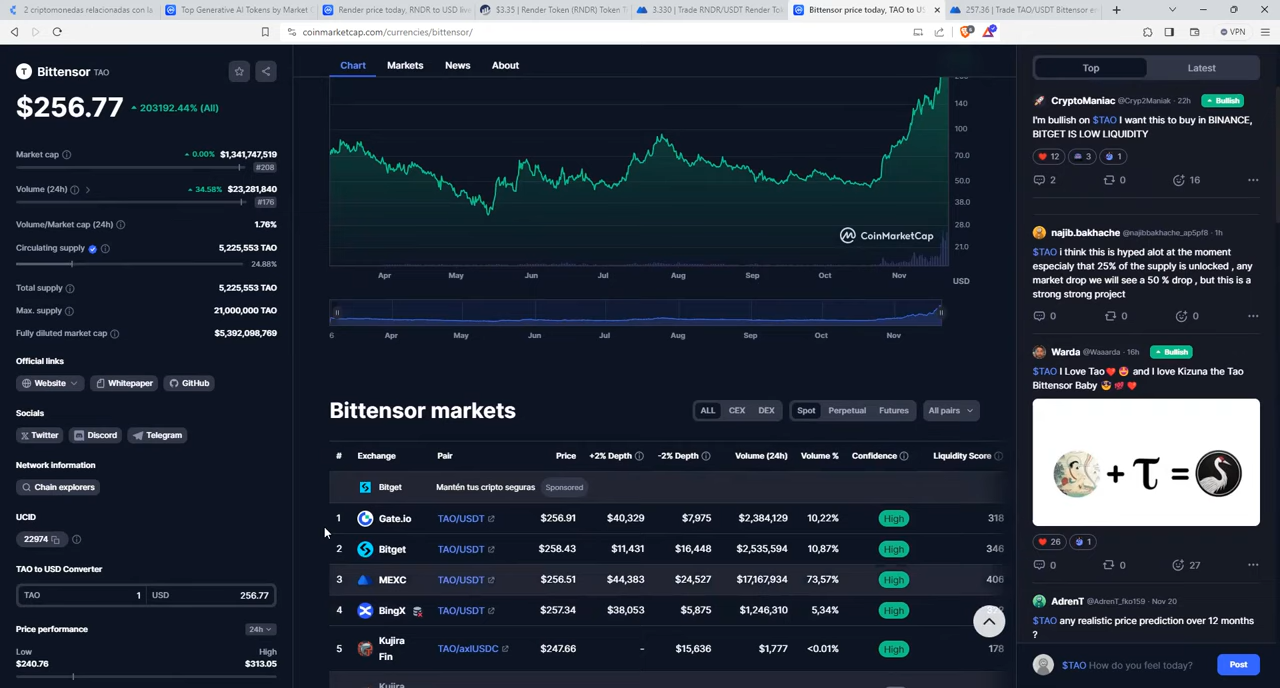 2 criptomonedas relacionadas con la
Top Generative AI Tokens by Market
Render price today, RNDR to USD live
$3.35 | Render Token (RNDR) Token T
3.330 | Trade RNDR/USDT Render Tok
Bittensor price today, TAO to US
257.36 | Trade TAO/USDT Bittensor e
coinmarketcap.com/currencies/bittensor/
VPN
Bittensor TAO
$256.77 203192.44% (All)
Market cap 0.00% $1,341,747,519
#208
Volume (24h) 34.58% $23,281,840
#176
Volume/Market cap (24h) 1.76%
Circulating supply 5,225,553 TAO
24.88%
Total supply 5,225,553 TAO
Max. supply 21,000,000 TAO
Fully diluted market cap $5,392,098,769
Official links
Website Whitepaper GitHub
Socials
Twitter Discord Telegram
Network information
Chain explorers
UCID
22974
TAO to USD Converter
TAO 1 USD 256.77
Price performance 24h
Low High
$240.76 $313.05
Chart Markets News About
140
100
70.0
50.0
38.0
28.0
21.0
CoinMarketCap
Apr May Jun Jul Aug Sep Oct Nov
USD
6 Apr May Jun Jul Aug Sep Oct Nov
Bittensor markets
ALL CEX DEX Spot Perpetual Futures All pairs
# Exchange Pair Price +2% Depth -2% Depth Volume (24h) Volume % Confidence Liquidity Score
Bitget Mantén tus cripto seguras Sponsored
1 Gate.io TAO/USDT $256.91 $40,329 $7,975 $2,384,129 10,22% High 318
2 Bitget TAO/USDT $258.43 $11,431 $16,448 $2,535,594 10,87% High 346
3 MEXC TAO/USDT $256.51 $44,383 $24,527 $17,167,934 73,57% High 406
4 BingX TAO/USDT $257.34 $38,053 $5,875 $1,246,310 5,34% High
5 Kujira Fin TAO/axlUSDC $247.66 - $15,636 $1,777 <0.01% High 178
Kujira
Top Latest
CryptoManiac @Cryp2Maniak · 22h Bullish
I'm bullish on $TAO I want this to buy in BINANCE,
BITGET IS LOW LIQUIDITY
12 3 1
2 0 16
najib.bakhache @najibbakhache_ap5pf8 · 1h
$TAO i think this is hyped alot at the moment
especialy that 25% of the supply is unlocked , any
market drop we will see a 50 % drop , but this is a
strong strong project
0 0 0
Warda @Waaarda · 16h Bullish
$TAO I Love Tao and I love Kizuna the Tao
Bittensor Baby
+ τ =
26 1
0 0 27
AdrenT @AdrenT_fko159 · Nov 20
$TAO any realistic price prediction over 12 months
?
$TAO How do you feel today? Post